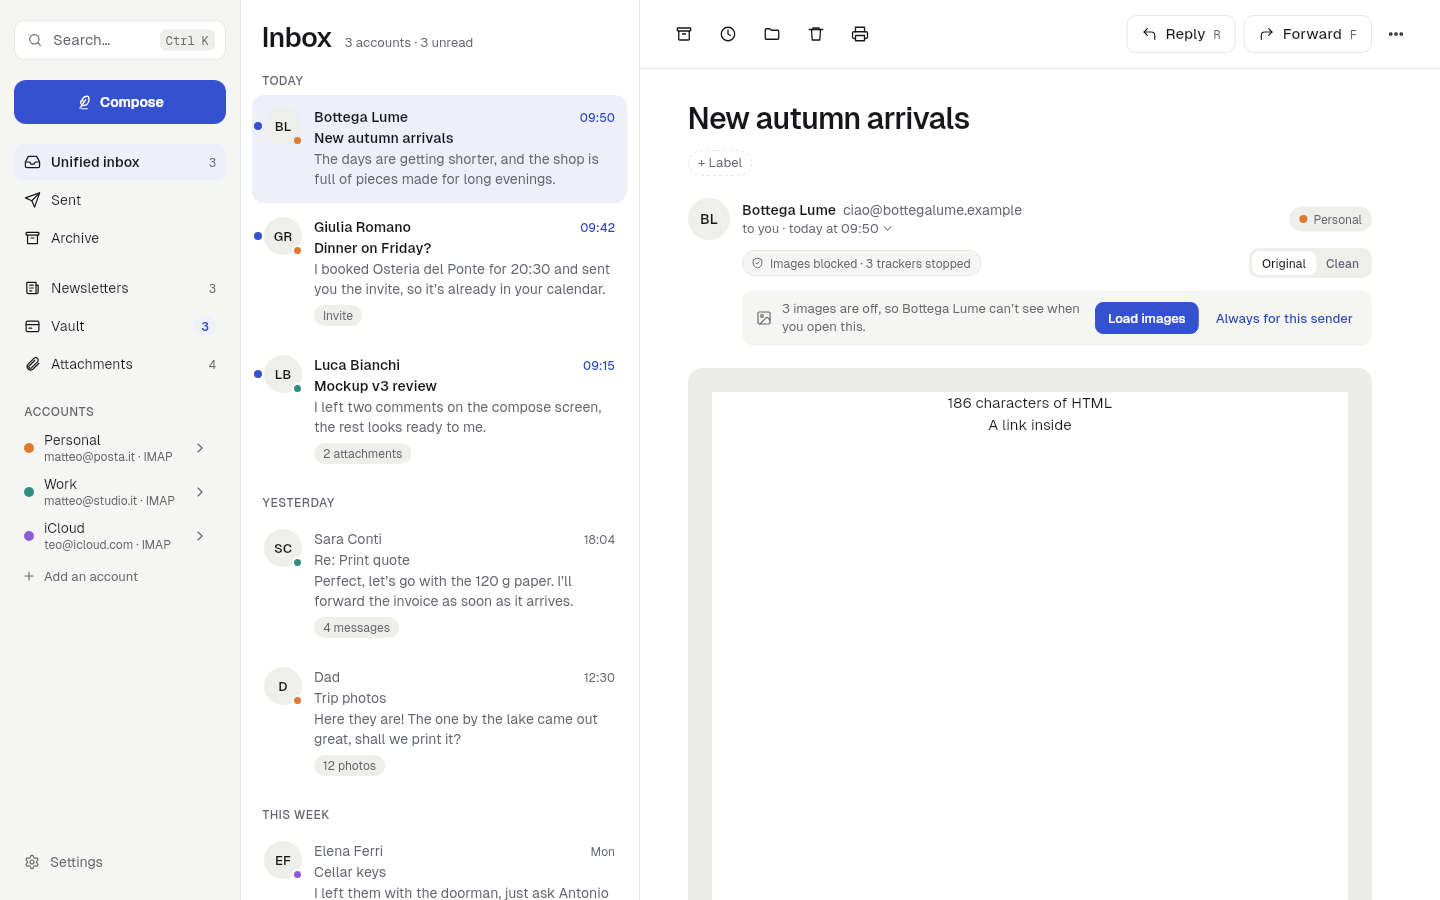 Search... Ctrl K
Compose
Unified inbox 3
Sent
Archive
Newsletters 3
Vault 3
Attachments 4
ACCOUNTS
Personal
matteo@posta.it · IMAP
Work
matteo@studio.it · IMAP
iCloud
teo@icloud.com · IMAP
Add an account
Settings
Inbox 3 accounts · 3 unread
TODAY
BL Bottega Lume 09:50
New autumn arrivals
The days are getting shorter, and the shop is
full of pieces made for long evenings.
GR Giulia Romano 09:42
Dinner on Friday?
I booked Osteria del Ponte for 20:30 and sent
you the invite, so it’s already in your calendar.
Invite
LB Luca Bianchi 09:15
Mockup v3 review
I left two comments on the compose screen,
the rest looks ready to me.
2 attachments
YESTERDAY
SC Sara Conti 18:04
Re: Print quote
Perfect, let’s go with the 120 g paper. I’ll
forward the invoice as soon as it arrives.
4 messages
D Dad 12:30
Trip photos
Here they are! The one by the lake came out
great, shall we print it?
12 photos
THIS WEEK
EF Elena Ferri Mon
Cellar keys
I left them with the doorman, just ask Antonio
Reply R Forward F
New autumn arrivals
+ Label
BL Bottega Lume ciao@bottegalume.example
to you · today at 09:50
Personal
Images blocked · 3 trackers stopped
Original Clean
3 images are off, so Bottega Lume can’t see when
you open this.
Load images Always for this sender
186 characters of HTML
A link inside